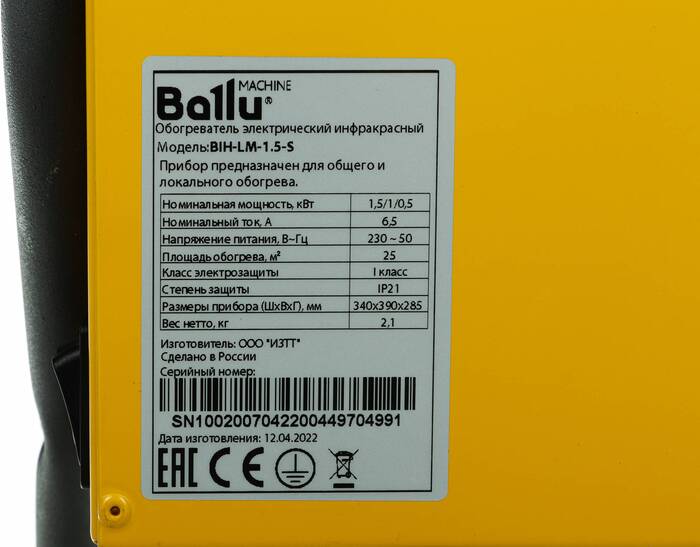 MACHINE
Ballu®
Обогреватель электрический инфракрасный
Модель:BIH-LM-1.5-S
Прибор предназначен для общего и
локального обогрева.
Номинальная мощность, кВт 1,5/1/0,5
Номинальный ток, А 6,5
Напряжение питания, В~Гц 230 ~ 50
Площадь обогрева, м² 25
Класс электрозащиты I класс
Степень защиты IP21
Размеры прибора (ШхВхГ), мм 340x390x285
Вес нетто, кг 2,1
Изготовитель: ООО "ИЗТТ"
Сделано в России
Серийный номер:
SN1002007042200449704991
Дата изготовления: 12.04.2022
EAC CE